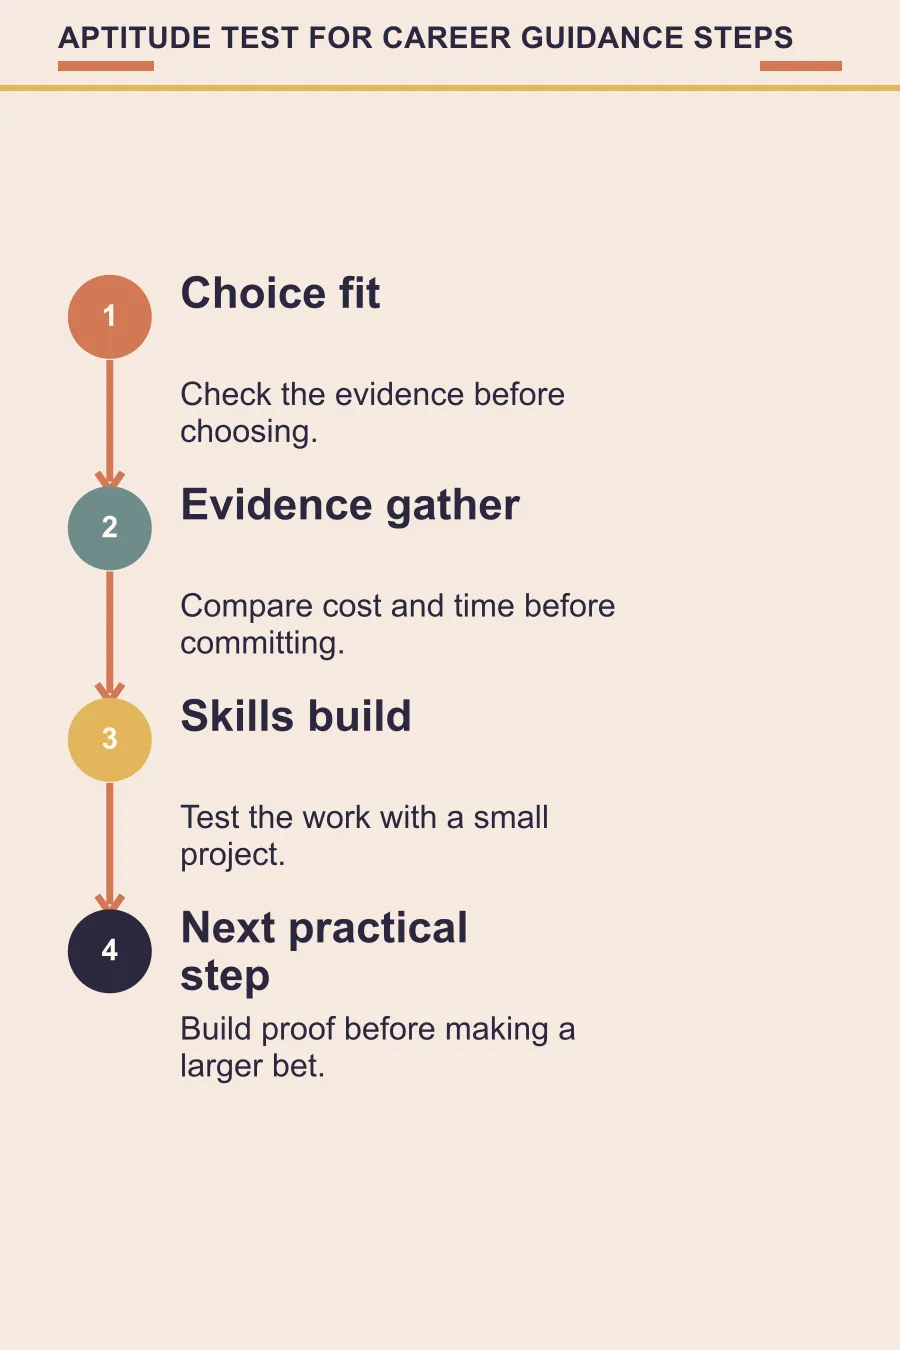 APTITUDE TEST FOR CAREER GUIDANCE STEPS
1
Choice fit
Check the evidence before
choosing.
2
Evidence gather
Compare cost and time before
committing.
3
Skills build
Test the work with a small
project.
4
Next practical
step
Build proof before making a
larger bet.